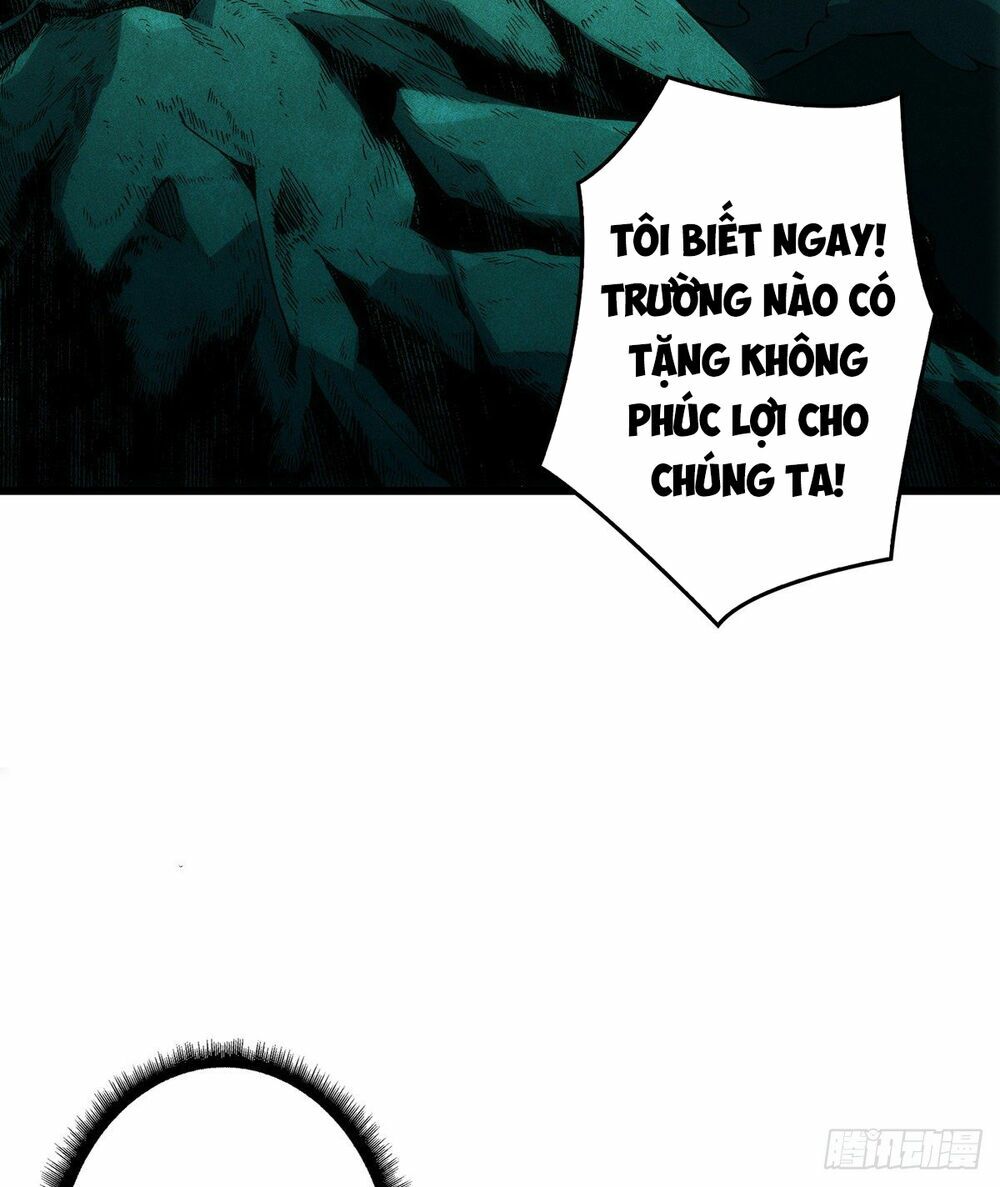 TÔI BIẾT NGAY!
TRƯỜNG NÀO CÓ
TẶNG KHÔNG
PHÚC LỢI CHO
CHÚNG TA!
腾讯动漫